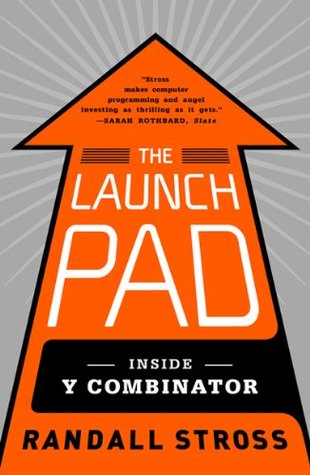 "Stross
makes computer
programming and angel
investing as thrilling as it gets."
—SARAH ROTHBARD, Slate
THE
LAUNCH
PAD
INSIDE
Y COMBINATOR
RANDALL STROSS